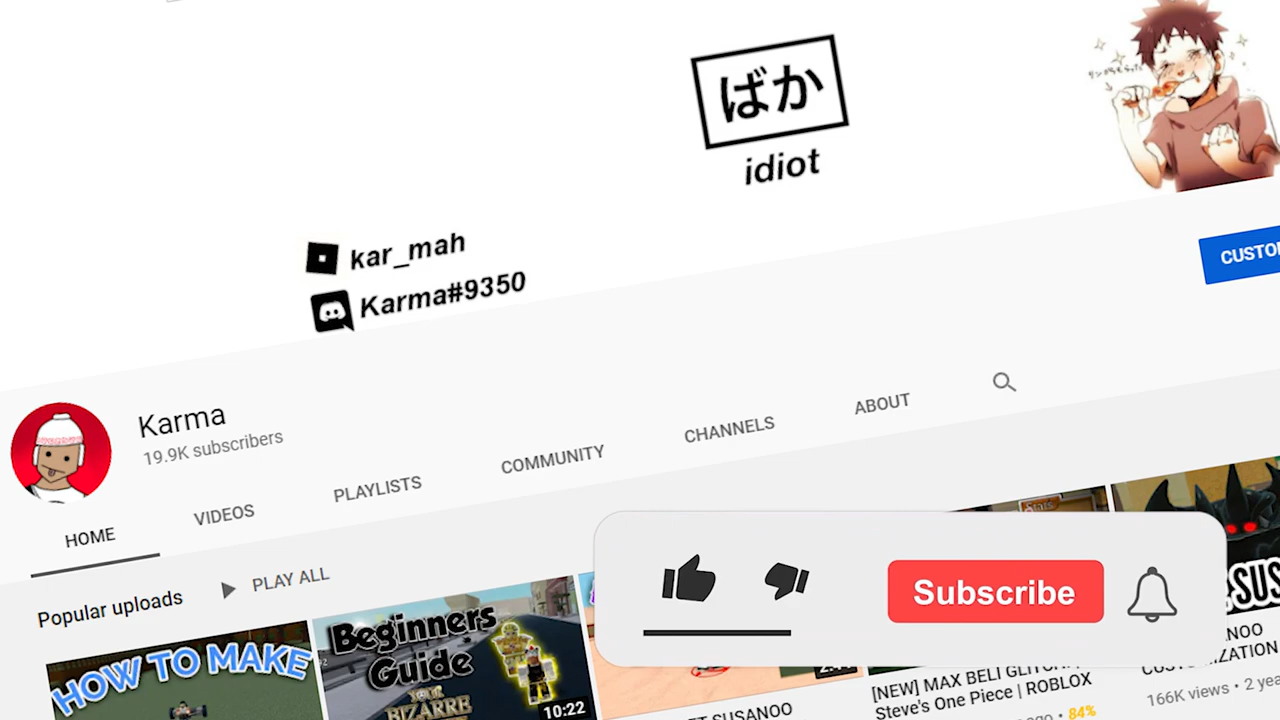 ばか
idiot
kar_mah
Karma#9350
CUSTO
Karma
19.9K subscribers
HOME
VIDEOS
PLAYLISTS
COMMUNITY
CHANNELS
ABOUT
Popular uploads
PLAY ALL
HOW TO MAKE
Beginners
Guide
BIZARRE
10:22
Subscribe
SUSANOO
[NEW] MAX BELI GLITCH
Steve's One Piece | ROBLOX
84%
166K views • 2 yea